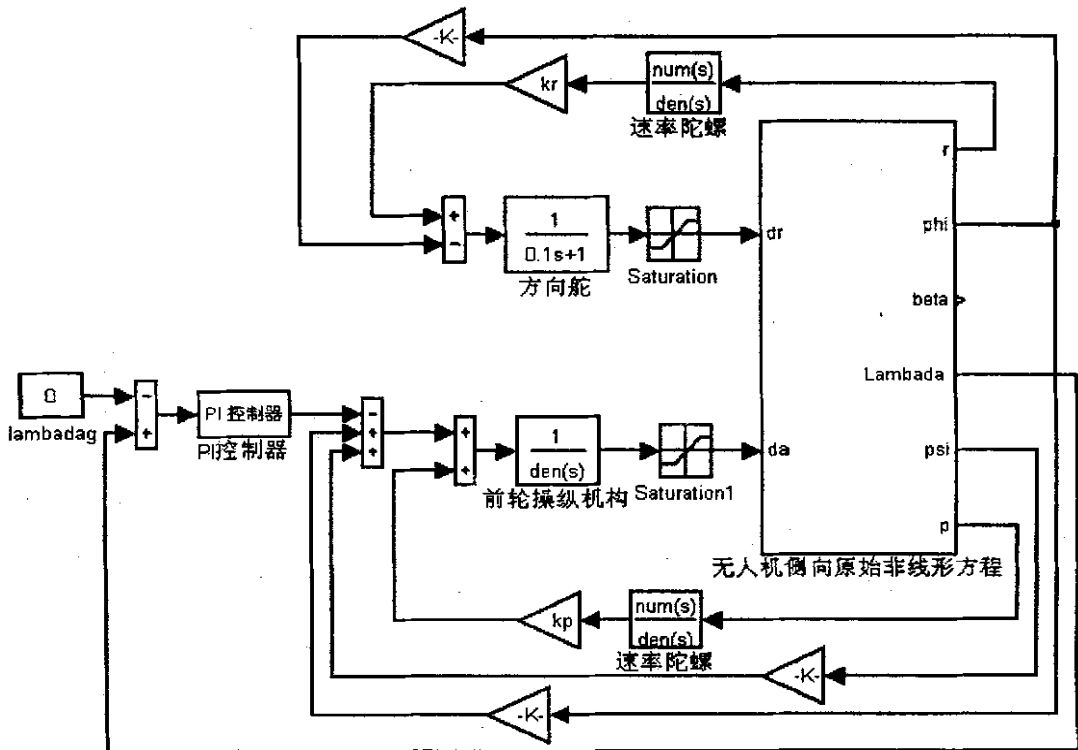 -K-
kr
num(s)
den(s)
速率陀螺
r
phi
beta
Lambada
psi
p
dr
da
+
-
1
0.1s+1
方向舵
Saturation
0
lambadag
-
+
PI 控制器
PI控制器
-
+
+
+
+
1
den(s)
前轮操纵机构
Saturation1
无人机侧向原始非线形方程
kp
num(s)
den(s)
速率陀螺
-K-
-K-